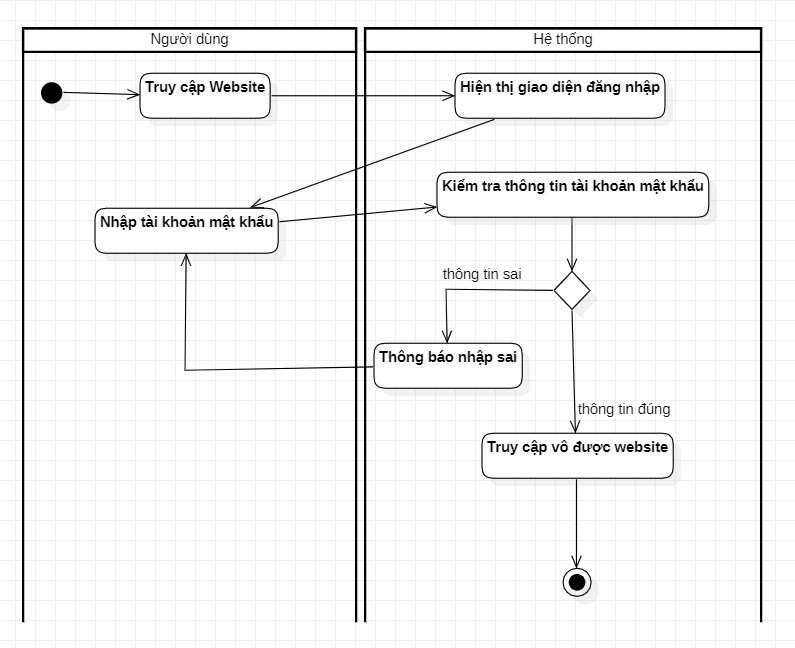 Người dùng
Hệ thống
Truy cập Website
Hiện thị giao diện đăng nhập
Kiểm tra thông tin tài khoản mật khẩu
Nhập tài khoản mật khẩu
thông tin sai
Thông báo nhập sai
thông tin đúng
Truy cập vô được website